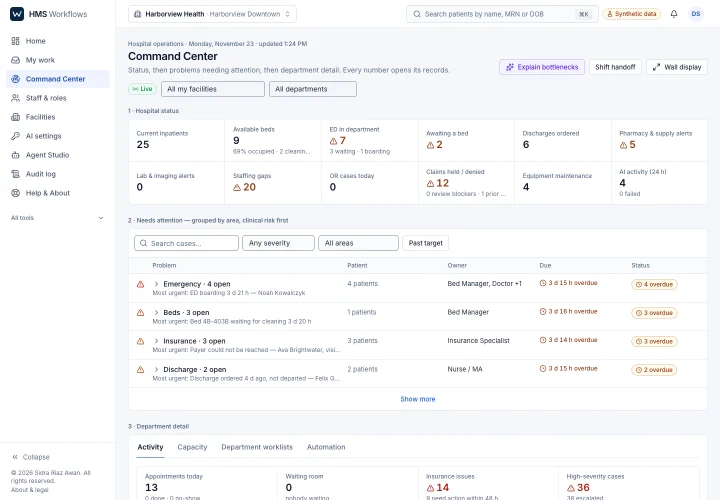 HMS Workflows
Harborview Health · Harborview Downtown
Search patients by name, MRN or DOB
⌘K
Synthetic data
DS
Home
My work
Command Center
Staff & roles
Facilities
AI settings
Agent Studio
Audit log
Help & About
All tools
Collapse
© 2026 Sidra Riaz Awan. All
rights reserved.
About & legal
Hospital operations · Monday, November 23 · updated 1:24 PM
Command Center
Status, then problems needing attention, then department detail. Every number opens its records.
Explain bottlenecks
Shift handoff
Wall display
Live
All my facilities
All departments
1 · Hospital status
Current inpatients
25
Available beds
9
69% occupied · 2 cleanin...
ED in department
7
3 waiting · 1 boarding
Awaiting a bed
2
Discharges ordered
6
Pharmacy & supply alerts
5
Lab & imaging alerts
0
Staffing gaps
20
OR cases today
0
Claims held / denied
12
0 review blockers · 1 prior ...
Equipment maintenance
4
AI activity (24 h)
4
0 failed
2 · Needs attention — grouped by area, clinical risk first
Search cases...
Any severity
All areas
Past target
Problem Patient Owner Due Status
Emergency · 4 open 4 patients Bed Manager, Doctor +1 3 d 15 h overdue 4 overdue
Most urgent: ED boarding 3 d 21 h — Noah Kowalczyk
Beds · 3 open 1 patients Bed Manager 3 d 16 h overdue 3 overdue
Most urgent: Bed 4B-403B waiting for cleaning 3 d 20 h
Insurance · 3 open 3 patients Insurance Specialist 3 d 14 h overdue 3 overdue
Most urgent: Payer could not be reached — Ava Brightwater, visi...
Discharge · 2 open 2 patients Nurse / MA 3 d 15 h overdue 2 overdue
Most urgent: Discharge ordered 4 d ago, not departed — Felix G...
Show more
3 · Department detail
Activity Capacity Department worklists Automation
Appointments today
13
0 done · 0 no-show
Waiting room
0
nobody waiting
Insurance issues
14
9 need action within 48 h
High-severity cases
36
38 escalated